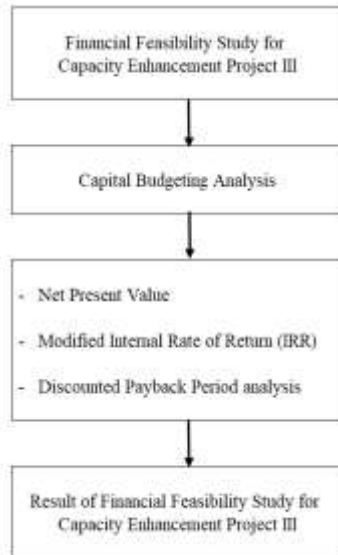 Financial Feasibility Study for
Capacity Enhancement Project III
Capital Budgeting Analysis
- Net Present Value
- Modified Internal Rate of Return (IRR)
- Discounted Payback Period analysis
Result of Financial Feasibility Study for
Capacity Enhancement Project III